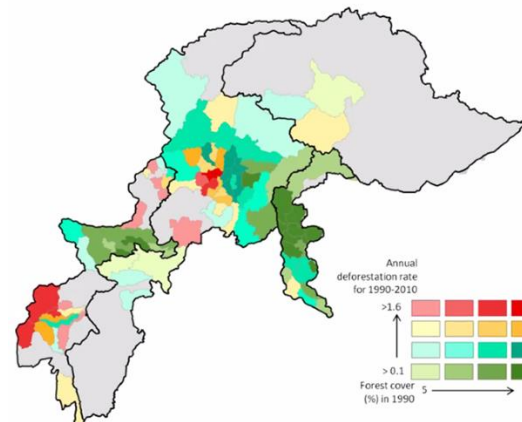 Annual
deforestation rate
for 1990-2010
>1.6
> 0.1
Forest cover
(%) in 1990
5